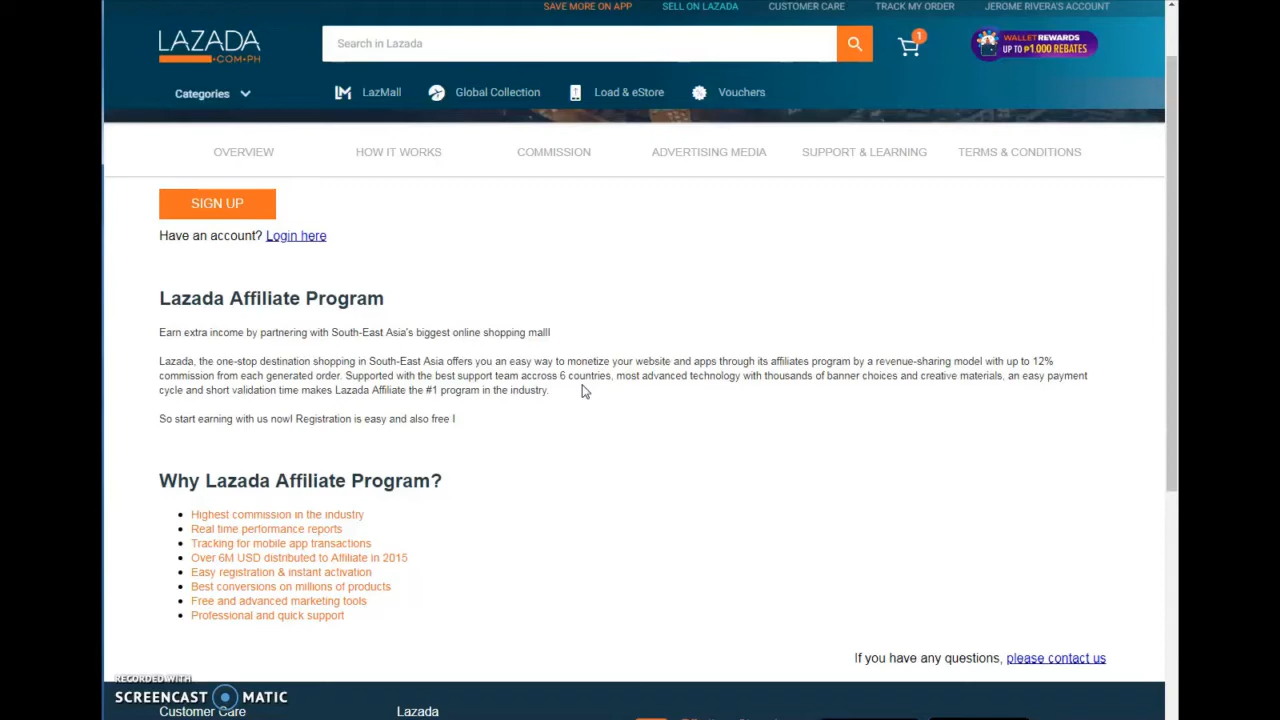 SAVE MORE ON APP SELL ON LAZADA CUSTOMER CARE TRACK MY ORDER JEROME RIVERA'S ACCOUNT
LAZADA
.COM.PH
Search in Lazada
1
WALLET REWARDS
UP TO ₱1,000 REBATES
Categories LM LazMall Global Collection Load & eStore Vouchers
OVERVIEW HOW IT WORKS COMMISSION ADVERTISING MEDIA SUPPORT & LEARNING TERMS & CONDITIONS
SIGN UP
Have an account? Login here
Lazada Affiliate Program
Earn extra income by partnering with South-East Asia's biggest online shopping mall!
Lazada, the one-stop destination shopping in South-East Asia offers you an easy way to monetize your website and apps through its affiliates program by a revenue-sharing model with up to 12%
commission from each generated order. Supported with the best support team accross 6 countries, most advanced technology with thousands of banner choices and creative materials, an easy payment
cycle and short validation time makes Lazada Affiliate the #1 program in the industry.
So start earning with us now! Registration is easy and also free !
Why Lazada Affiliate Program?
• Highest commission in the industry
• Real time performance reports
• Tracking for mobile app transactions
• Over 6M USD distributed to Affiliate in 2015
• Easy registration & instant activation
• Best conversions on millions of products
• Free and advanced marketing tools
• Professional and quick support
If you have any questions, please contact us
RECORDED WITH
SCREENCAST MATIC
Customer Care Lazada